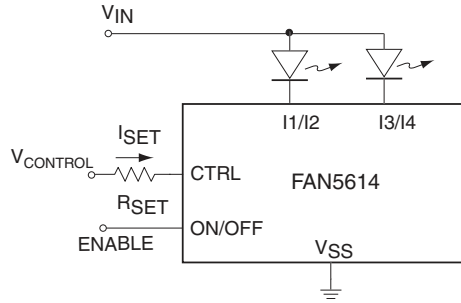 VIN
I1/I2
I3/I4
ISET
VCONTROL
CTRL
FAN5614
RSET
ON/OFF
ENABLE
VSS